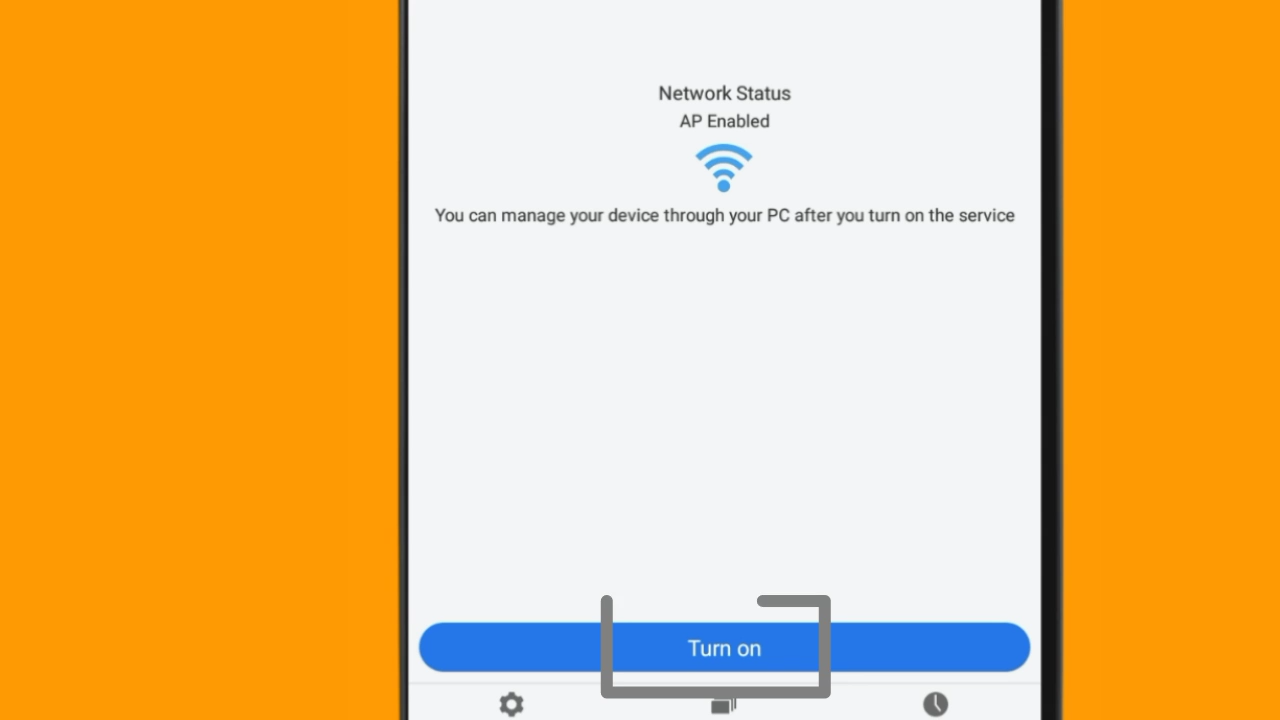 Network Status
AP Enabled
You can manage your device through your PC after you turn on the service
Turn on